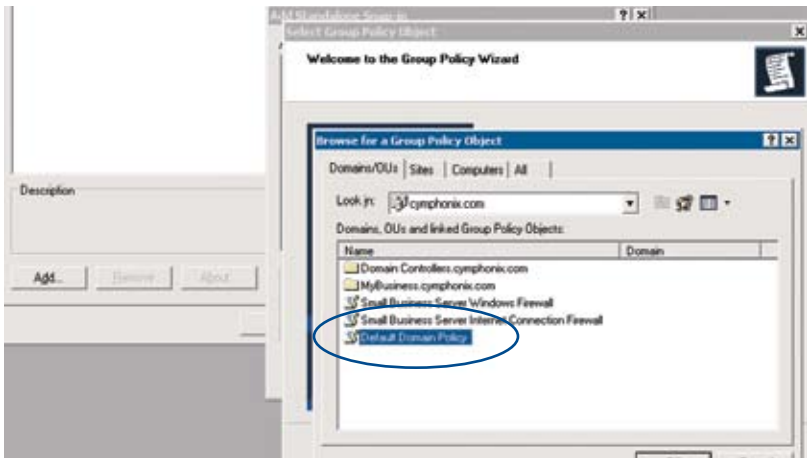 Add Standalone Snap-in
Select Group Policy Object
Welcome to the Group Policy Wizard
Browse for a Group Policy Object
Domains/OUs Sites Computers All
Look in: cymphonix.com
Domains, OUs and linked Group Policy Objects:
Name Domain
Domain Controllers.cymphonix.com
MyBusiness.cymphonix.com
Small Business Server Windows Firewall
Small Business Server Internet Connection Firewall
Default Domain Policy
Description
Add... Remove About